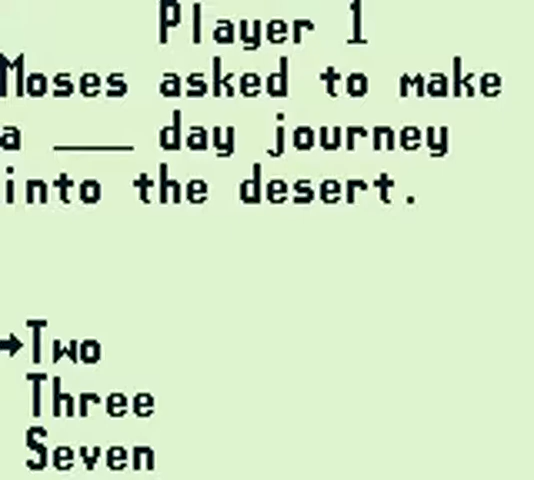 Player 1
Moses asked to make
a ___ day journey
into the desert.
→Two
Three
Seven